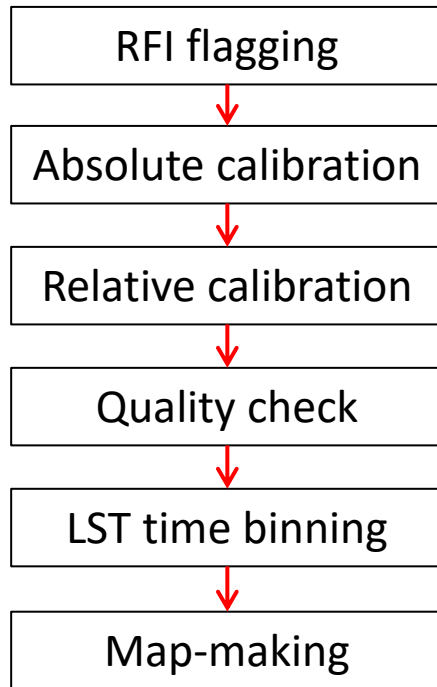 RFI flagging
Absolute calibration
Relative calibration
Quality check
LST time binning
Map-making